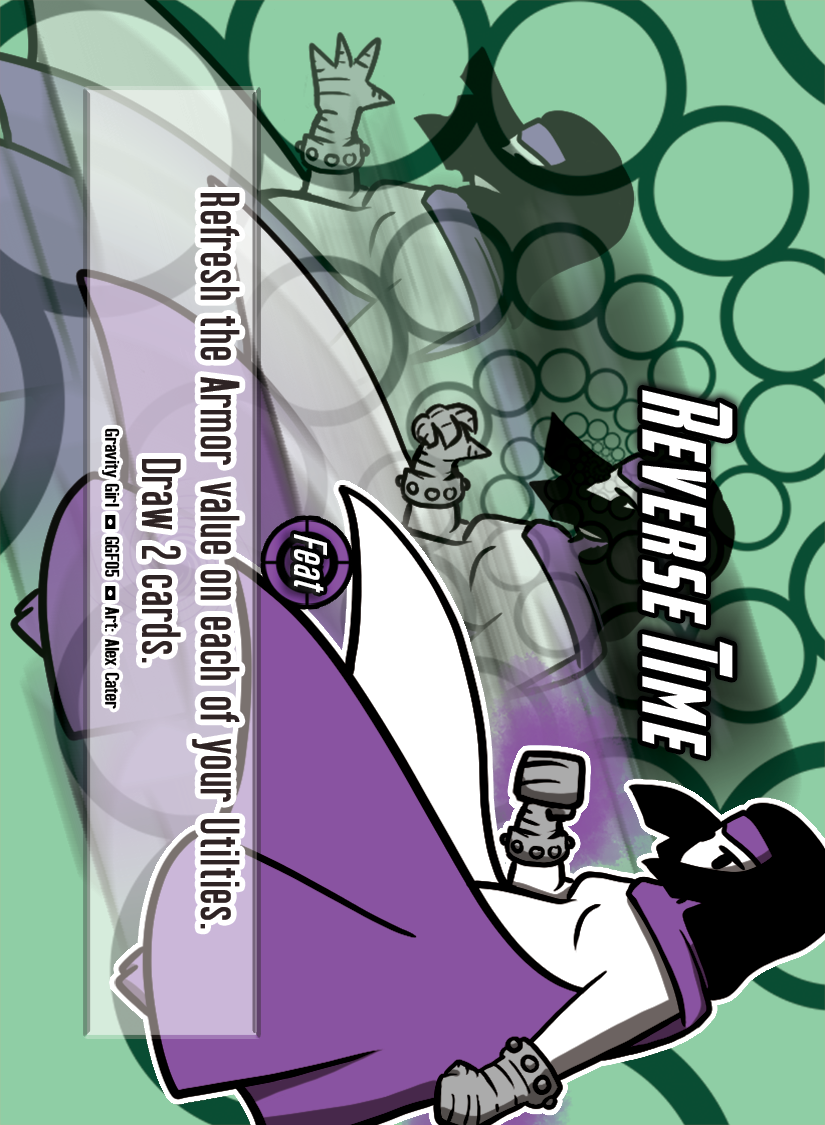 REVERSE TIME
Feat
Refresh the Armor value on each of your Utilties.
Draw 2 cards.
Gravity Girl ◘ GGF05 ◘ Art: Alex Cater